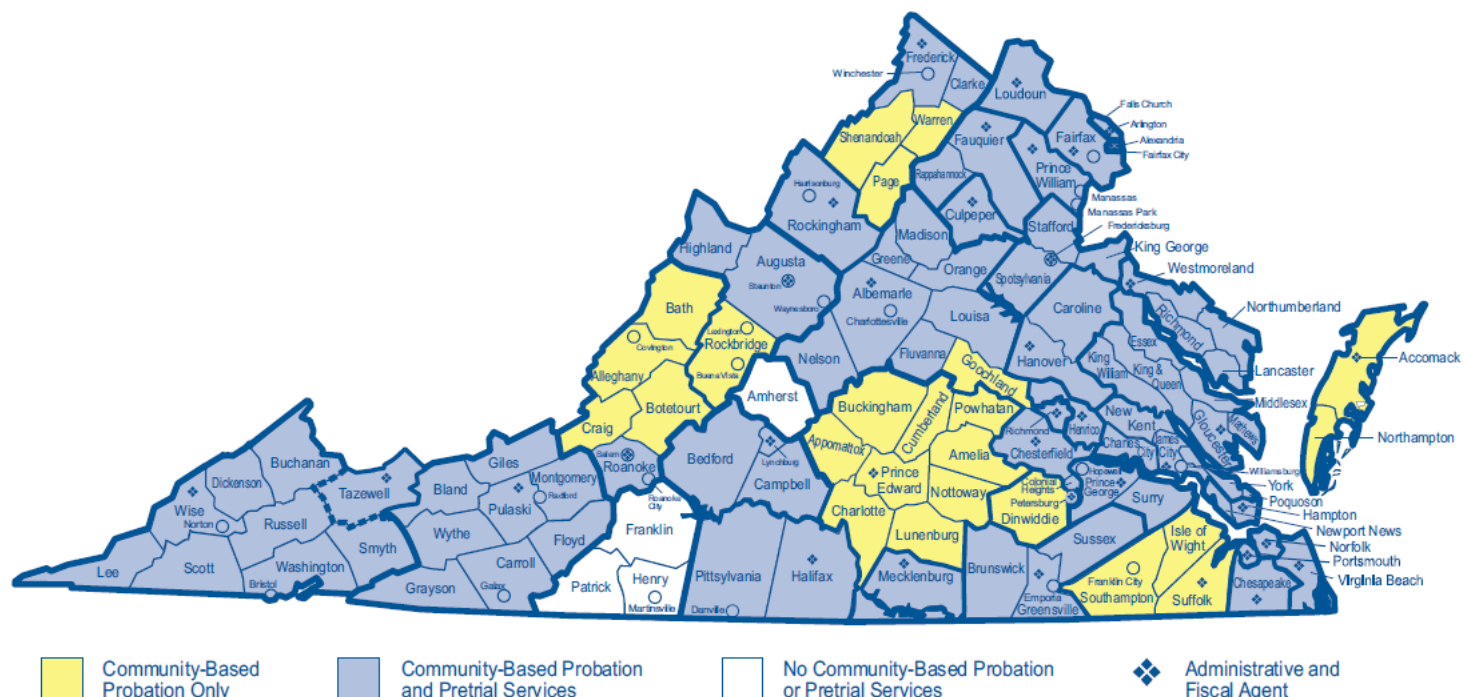 Frederick
Winchester
Clarke
Loudoun
Falls Church
Arlington
Alexandria
Fairfax City
Fairfax
Warren
Shenandoah
Fauquier
Prince
William
Page
Rappahannock
Harrisonburg
Rockingham
Culpeper
Manassas
Manassas Park
Fredericksburg
Stafford
Madison
Highland
King George
Greene
Augusta
Orange
Spotsylvania
Westmoreland
Staunton
Albemarle
Waynesboro
Bath
Caroline
Northumberland
Richmond
Louisa
Charlottesville
Lexington
Rockbridge
Covington
Essex
Nelson
Fluvanna
Hanover
King
William
King &
Queen
Accomack
Lancaster
Buena Vista
Alleghany
Goochland
Amherst
Middlesex
Botetourt
Buckingham
Cumberland
Powhatan
New
Kent
Gloucester
Mathews
Craig
Richmond
Henrico
Northampton
Appomattox
Charles
City
James
City
Chesterfield
Salem
Roanoke
Bedford
Lynchburg
Amelia
Buchanan
Giles
Williamsburg
Dickenson
Montgomery
Prince
Edward
Hopewell
Prince
George
Colonial
Heights
Campbell
York
Tazewell
Bland
Radford
Roanoke
City
Nottoway
Petersburg
Surry
Poquoson
Wise
Pulaski
Charlotte
Dinwiddie
Hampton
Norton
Russell
Franklin
Newport News
Wythe
Lunenburg
Isle of
Wight
Floyd
Sussex
Norfolk
Smyth
Carroll
Portsmouth
Lee
Scott
Washington
Pittsylvania
Halifax
Mecklenburg
Brunswick
Franklin City
Chesapeake
Virginia Beach
Bristol
Grayson
Galax
Patrick
Henry
Martinsville
Danville
Emporia
Greensville
Southampton
Suffolk
Community-Based
Probation Only
Community-Based Probation
and Pretrial Services
No Community-Based Probation
or Pretrial Services
Administrative and
Fiscal Agent